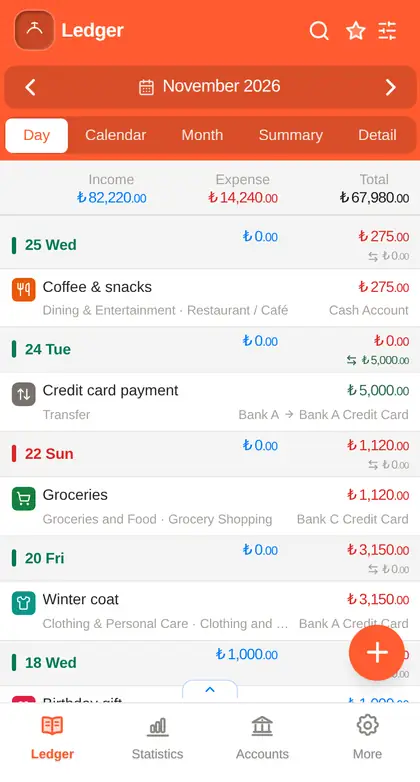 Ledger
November 2026
Day Calendar Month Summary Detail
Income Expense Total
₺82,220.00 ₺14,240.00 ₺67,980.00
25 Wed ₺0.00 ₺275.00
₺0.00
Coffee & snacks ₺275.00
Dining & Entertainment · Restaurant / Café Cash Account
24 Tue ₺0.00 ₺0.00
₺5,000.00
Credit card payment ₺5,000.00
Transfer Bank A → Bank A Credit Card
22 Sun ₺0.00 ₺1,120.00
₺0.00
Groceries ₺1,120.00
Groceries and Food · Grocery Shopping Bank C Credit Card
20 Fri ₺0.00 ₺3,150.00
₺0.00
Winter coat ₺3,150.00
Clothing & Personal Care · Clothing and ... Bank A Credit Card
18 Wed ₺1,000.00
Ledger Statistics Accounts More